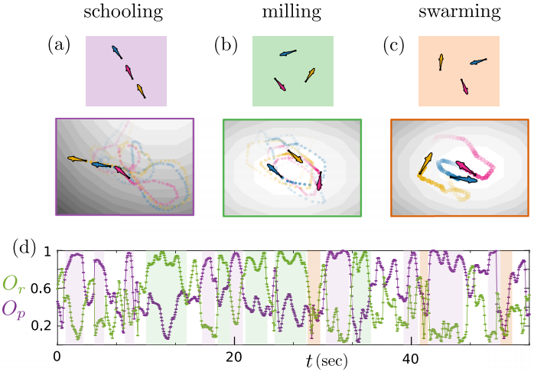 schooling milling swarming
(a) (b) (c)
(d)
1
O_r 0.6
O_p 0.2
0 20 40
t (sec)